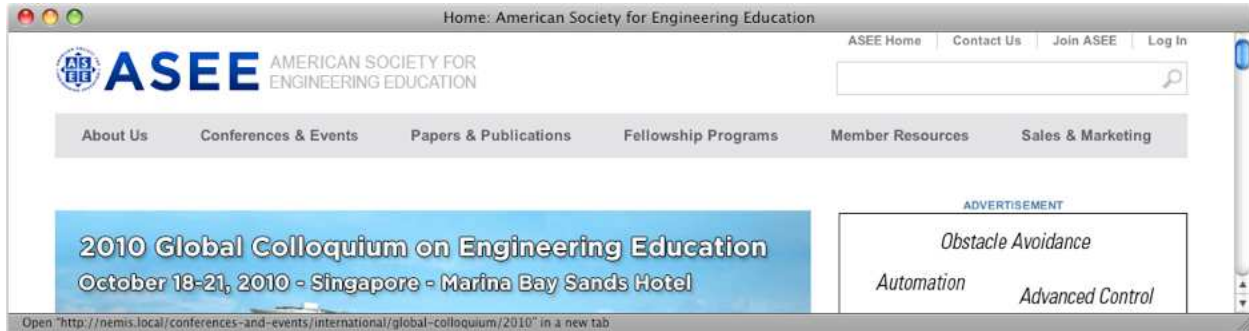 Home: American Society for Engineering Education
ASEE Home Contact Us Join ASEE Log In
ASEE AMERICAN SOCIETY FOR
ENGINEERING EDUCATION
About Us Conferences & Events Papers & Publications Fellowship Programs Member Resources Sales & Marketing
ADVERTISEMENT
2010 Global Colloquium on Engineering Education
October 18-21, 2010 - Singapore - Marina Bay Sands Hotel
Obstacle Avoidance
Automation
Advanced Control
Open "http://nemis.local/conferences-and-events/international/global-colloquium/2010" in a new tab